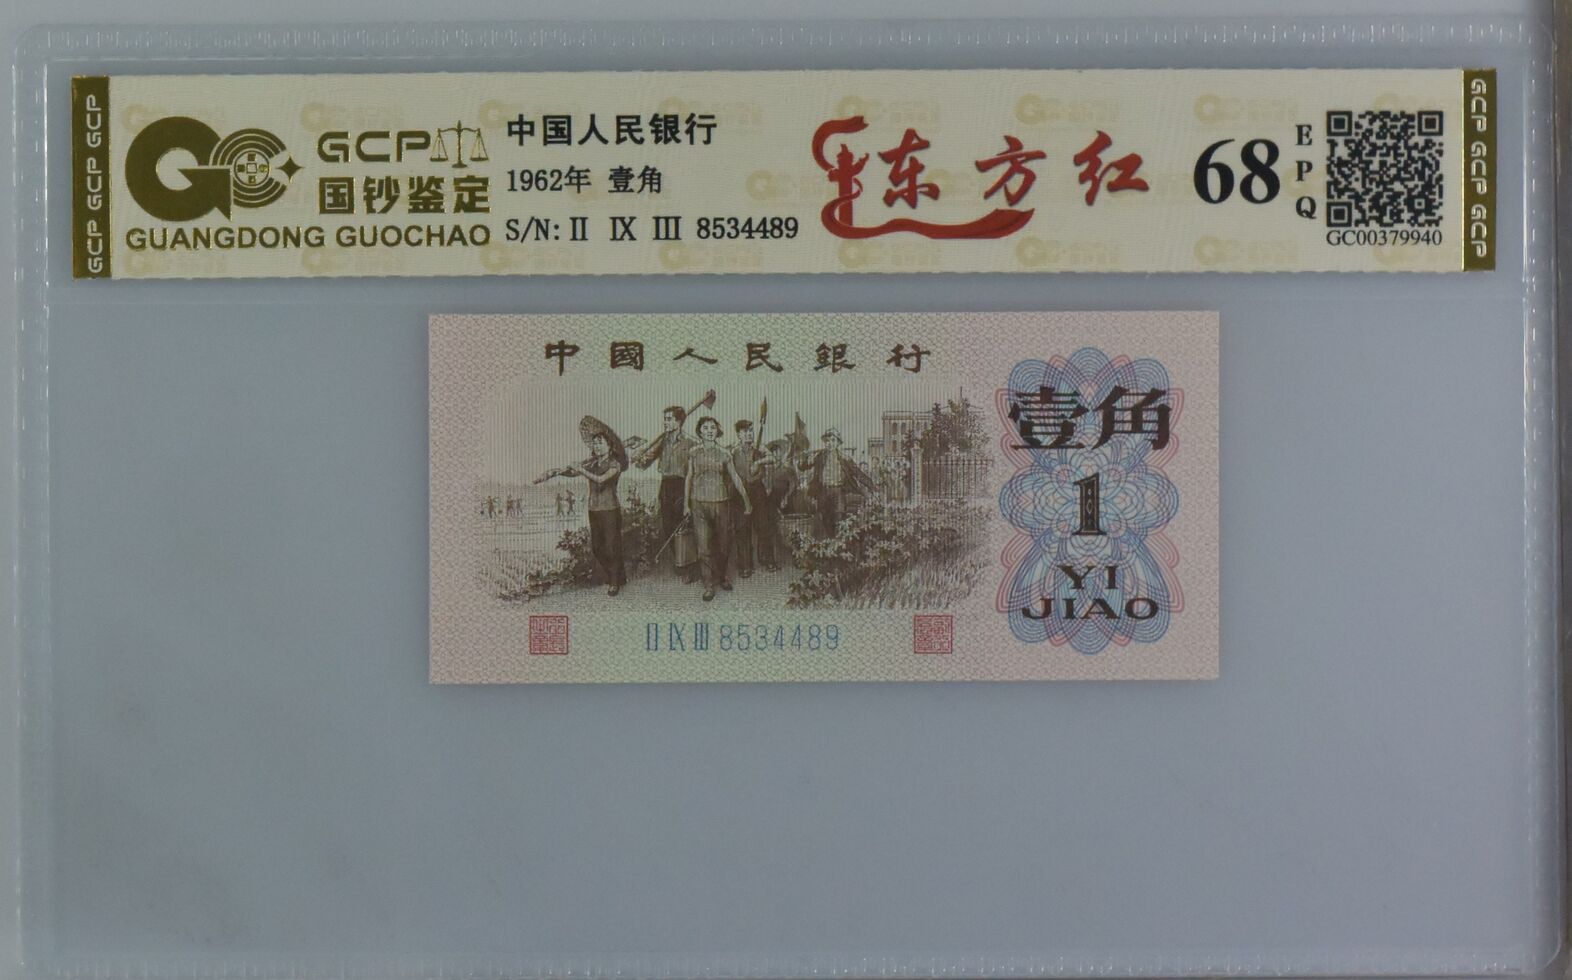 GCP GCP GCP
GCP
国钞鉴定
GUANGDONG GUOCHAO
中国人民银行
1962年 壹角
S/N: II IX III 8534489
东方红
68
EPQ
GC00379940
GCP GCP GCP
中國人民銀行
壹角
1
YI
JIAO
II IX III 8534489